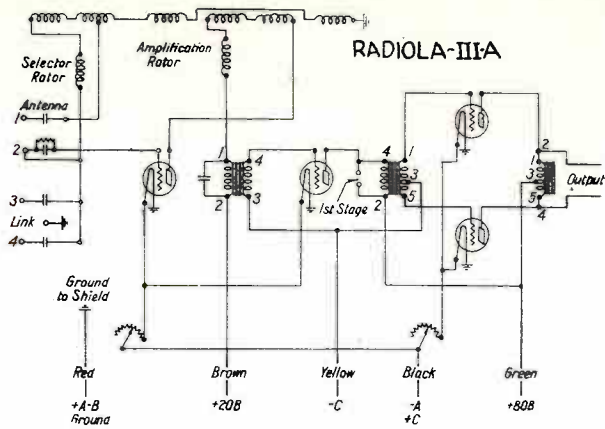 RADIOLA-III-A
Amplification
Rotor
Selector
Rotor
Antenna
1
2
3
Link
4
1
4
2
3
1st Stage
4
1
3
2
5
2
1
3
5
4
Output
Ground
to Shield
Red
Brown
Yellow
Black
Green
+A-B
Ground
+20B
-C
-A
+C
+80B